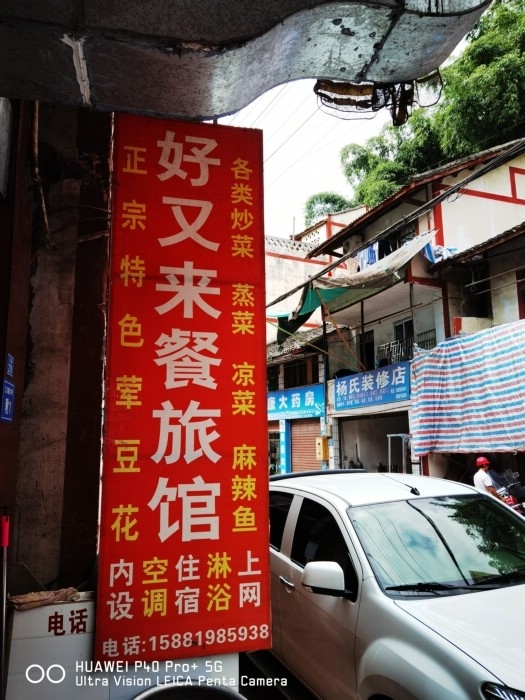 好又来餐旅馆
各类炒菜 蒸菜 凉菜 麻辣鱼
正宗特色荤豆花
内设 空调 住宿 淋浴 上网
电话:15881985938
电话
康大药房
杨氏装修店
HUAWEI P40 Pro+ 5G
Ultra Vision LEICA Penta Camera